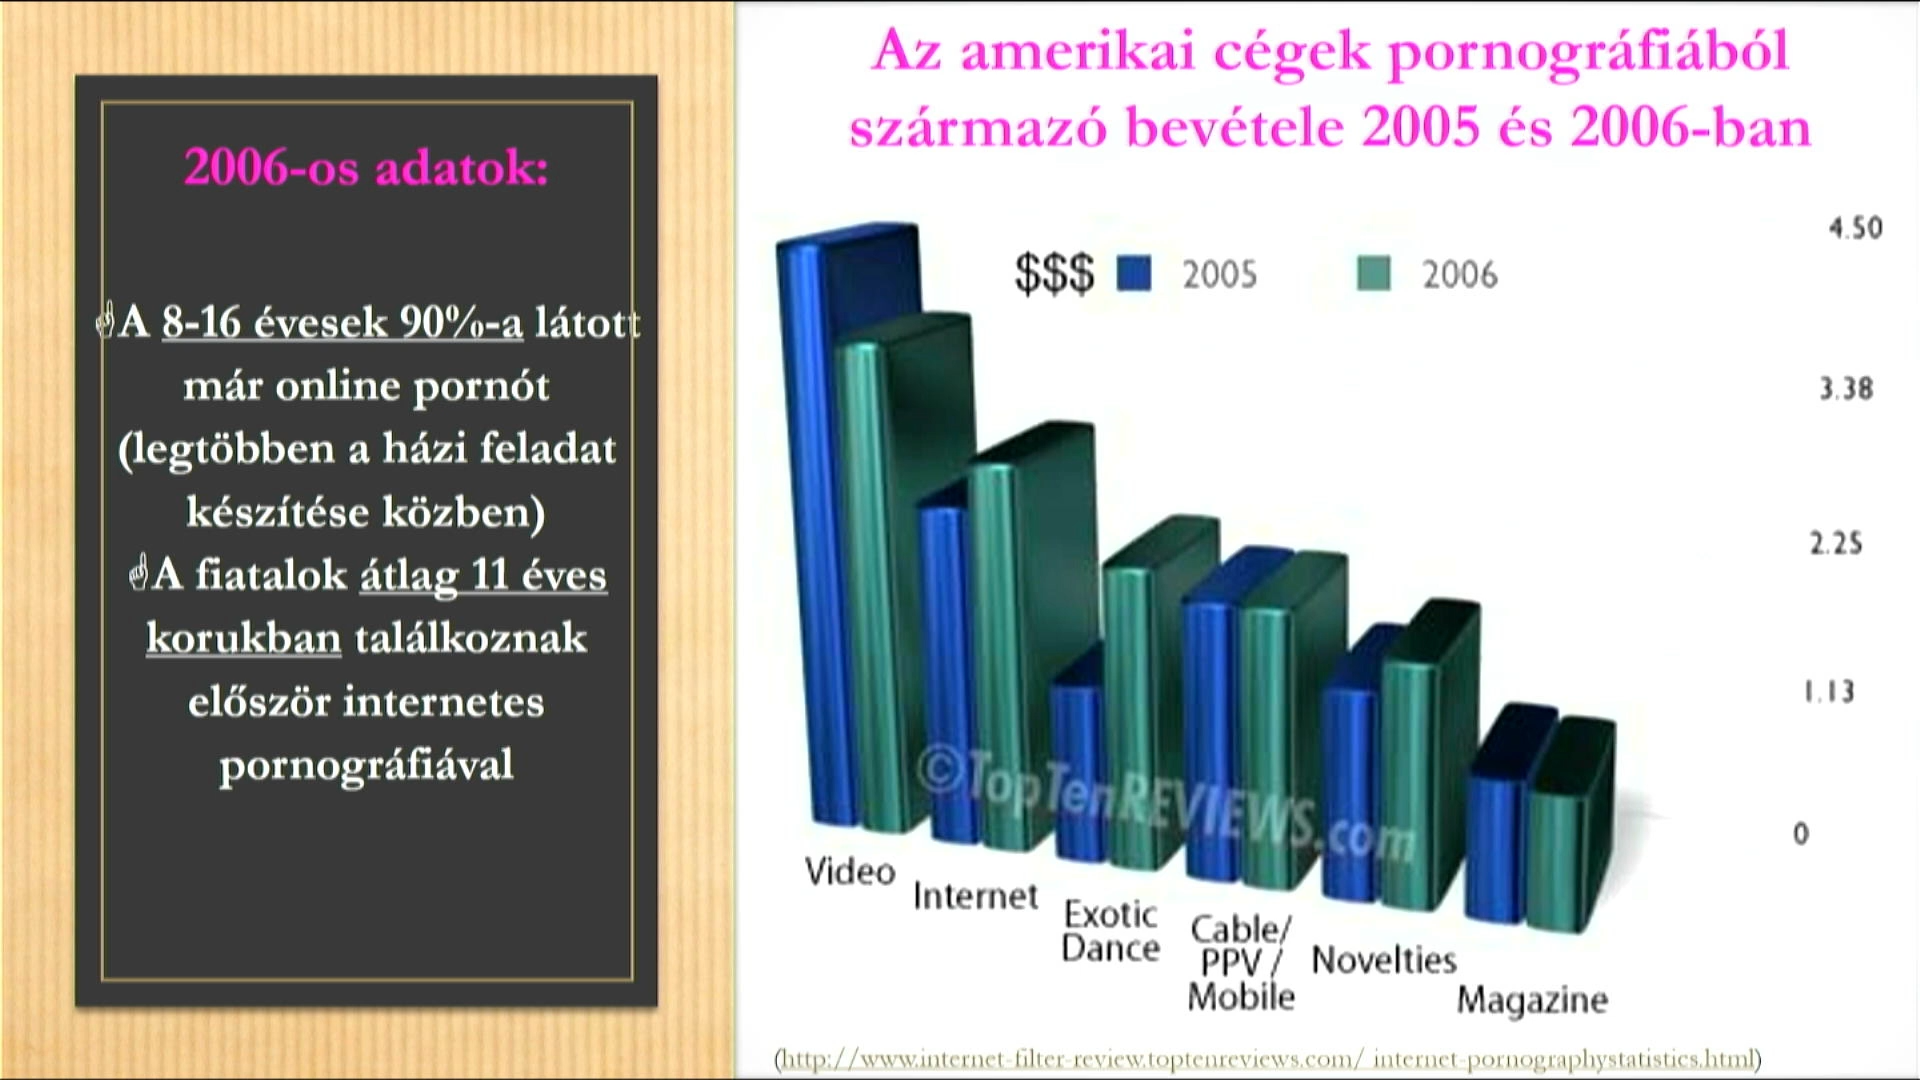 2006-os adatok:
☝A 8-16 évesek 90%-a látott
már online pornót
(legtöbben a házi feladat
készítése közben)
☝A fiatalok átlag 11 éves
korukban találkoznak
először internetes
pornográfiával
Az amerikai cégek pornográfiából
származó bevétele 2005 és 2006-ban
$$$ 2005 2006
4.50
3.38
2.25
1.13
0
©TopTenREVIEWS.com
Video
Internet
Exotic
Dance
Cable/
PPV /
Mobile
Novelties
Magazine
(http://www.internet-filter-review.toptenreviews.com/ internet-pornographystatistics.html)